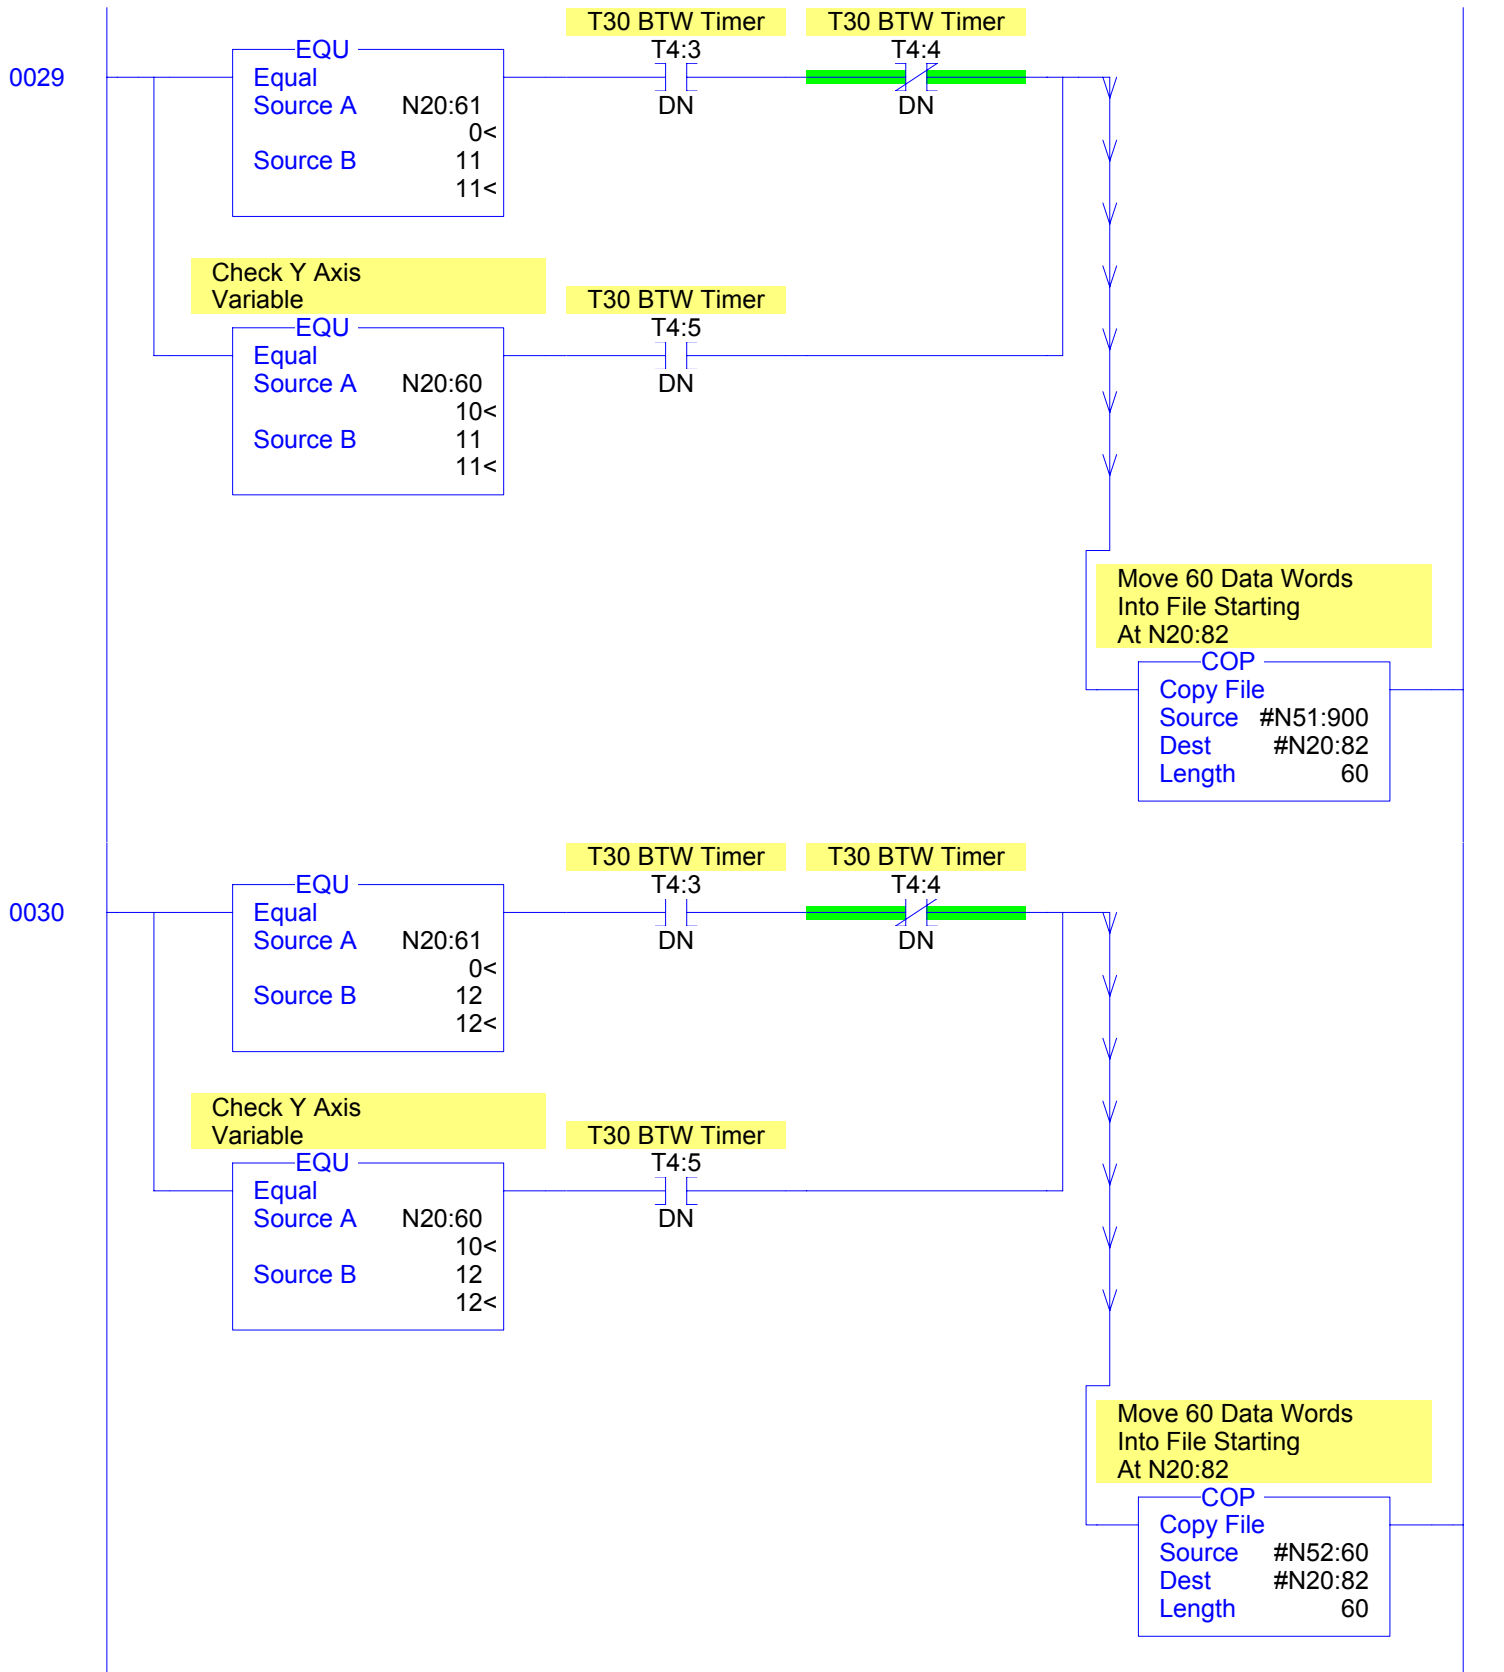 T30 BTW Timer T30 BTW Timer
EQU T4:3 T4:4
0029 Equal
Source A N20:61 DN DN
0<
Source B 11
11<
Check Y Axis
Variable T30 BTW Timer
EQU T4:5
Equal
Source A N20:60 DN
10<
Source B 11
11<
Move 60 Data Words
Into File Starting
At N20:82
COP
Copy File
Source #N51:900
Dest #N20:82
Length 60
T30 BTW Timer T30 BTW Timer
EQU T4:3 T4:4
0030 Equal
Source A N20:61 DN DN
0<
Source B 12
12<
Check Y Axis
Variable T30 BTW Timer
EQU T4:5
Equal
Source A N20:60 DN
10<
Source B 12
12<
Move 60 Data Words
Into File Starting
At N20:82
COP
Copy File
Source #N52:60
Dest #N20:82
Length 60